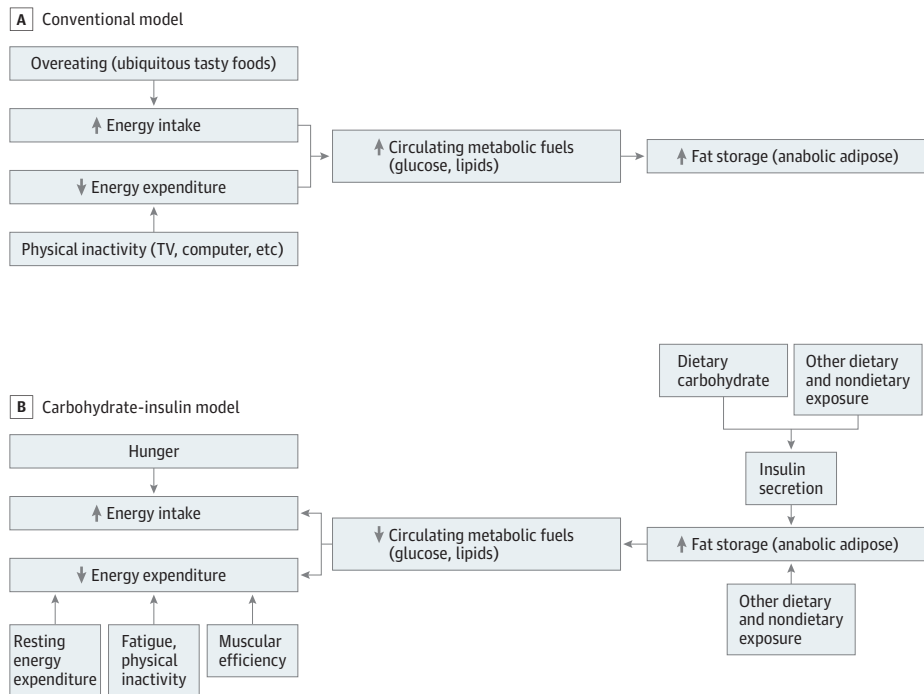 A Conventional model
Overeating (ubiquitous tasty foods)
↑ Energy intake
↓ Energy expenditure
Physical inactivity (TV, computer, etc)
↑ Circulating metabolic fuels
(glucose, lipids)
↑ Fat storage (anabolic adipose)
B Carbohydrate-insulin model
Hunger
↑ Energy intake
↓ Energy expenditure
Resting
energy
expenditure
Fatigue,
physical
inactivity
Muscular
efficiency
↓ Circulating metabolic fuels
(glucose, lipids)
Dietary
carbohydrate
Other dietary
and nondietary
exposure
Insulin
secretion
↑ Fat storage (anabolic adipose)
Other dietary
and nondietary
exposure